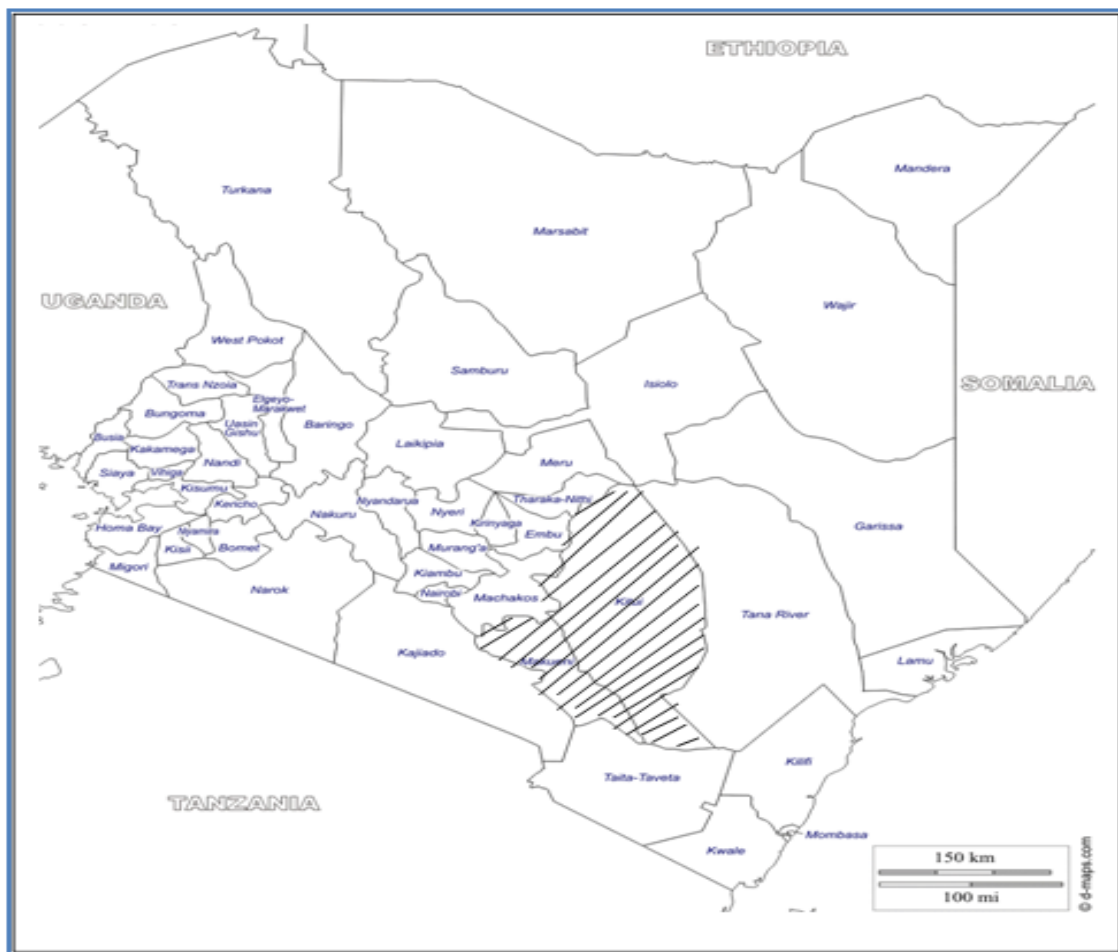 ETHIOPIA
Mandera
Turkana
Marsabit
UGANDA
Wajir
West Pokot
Samburu
Isiolo
SOMALIA
Trans Nzoia
Elgeyo-
Marakwet
Bungoma
Uasin
Gishu
Baringo
Busia
Kakamega
Laikipia
Nandi
Meru
Siaya
Vihiga
Kisumu
Nyandarua
Tharaka-Nithi
Kericho
Nakuru
Nyeri
Kirinyaga
Garissa
Homa Bay
Nyamira
Embu
Kisii
Bomet
Murang'a
Migori
Kiambu
Narok
Nairobi
Machakos
Kitui
Tana River
Kajiado
Makueni
Lamu
Kilifi
Taita-Taveta
TANZANIA
Mombasa
Kwale
150 km
100 mi
© d-maps.com